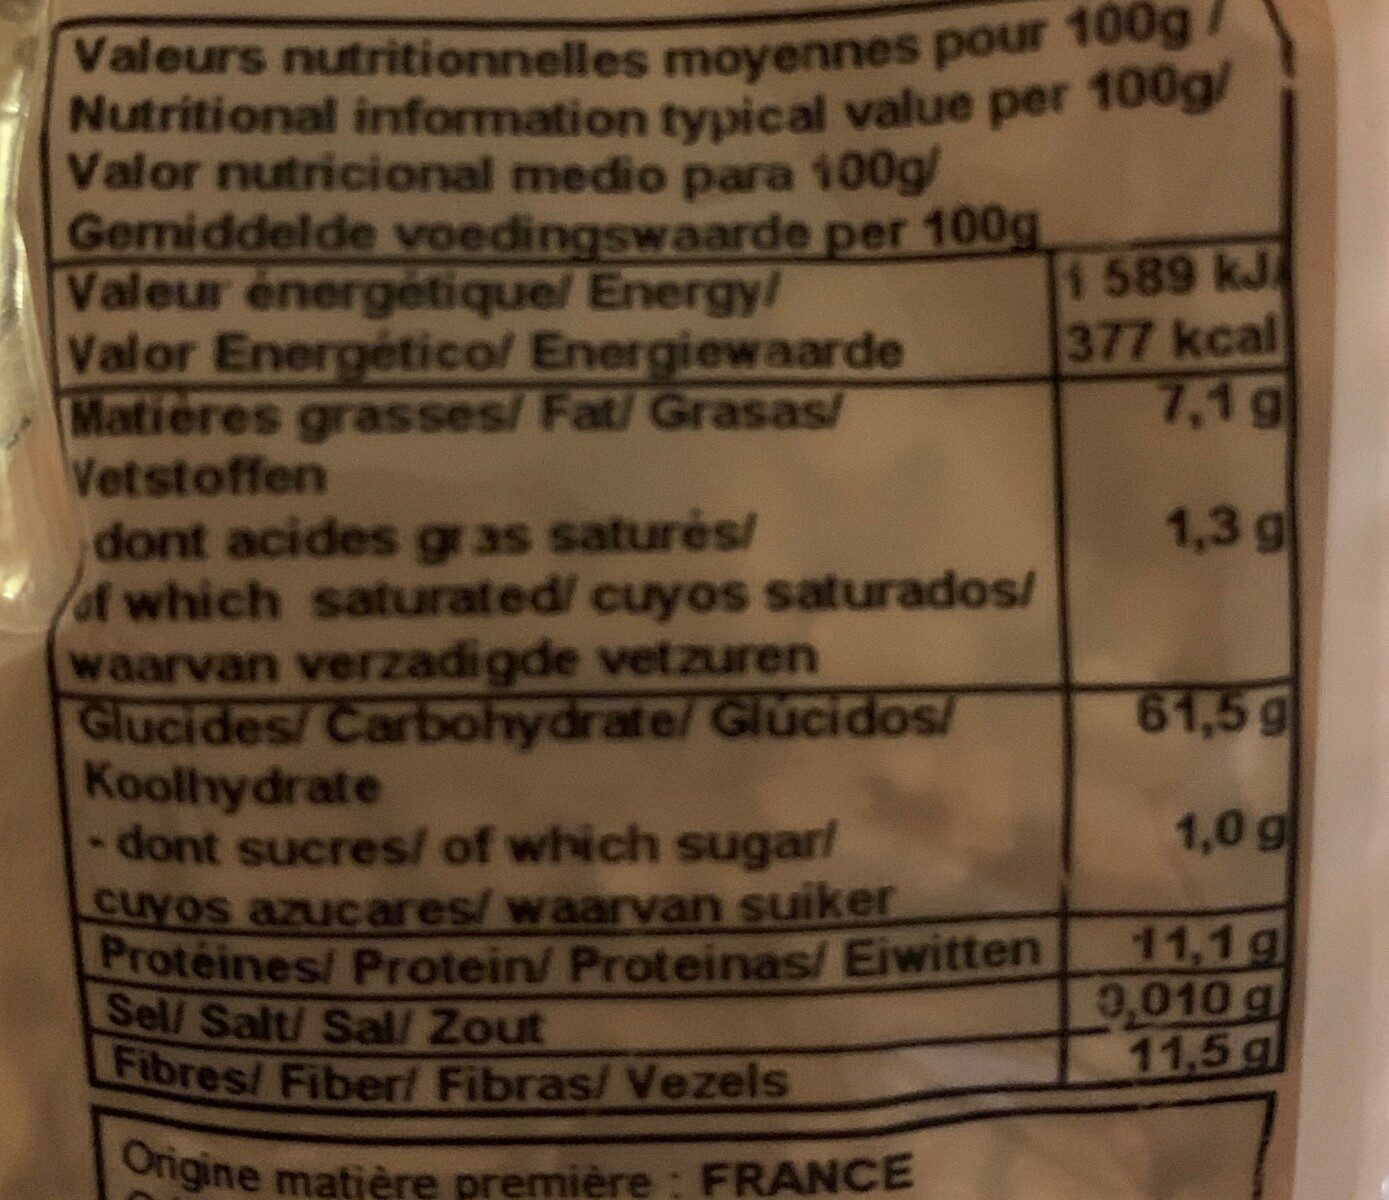 Valeurs nutritionnelles moyennes pour 100g /
Nutritional information typical value per 100g/
Valor nutricional medio para 100g/
Gemiddelde voedingswaarde per 100g
Valeur énergétique/ Energy/ 1 589 kJ/
Valor Energético/ Energiewaarde 377 kcal
Matières grasses/ Fat/ Grasas/ 7,1 g
Vetstoffen
dont acides gras saturés/ 1,3 g
of which saturated/ cuyos saturados/
waarvan verzadigde vetzuren
Glucides/ Carbohydrate/ Glúcidos/ 61,5 g
Koolhydrate
- dont sucres/ of which sugar/ 1,0 g
cuyos azucares/ waarvan suiker
Protéines/ Protein/ Proteinas/ Eiwitten 11,1 g
Sel/ Salt/ Sal/ Zout 0,010 g
Fibres/ Fiber/ Fibras/ Vezels 11,5 g
Origine matière première : FRANCE